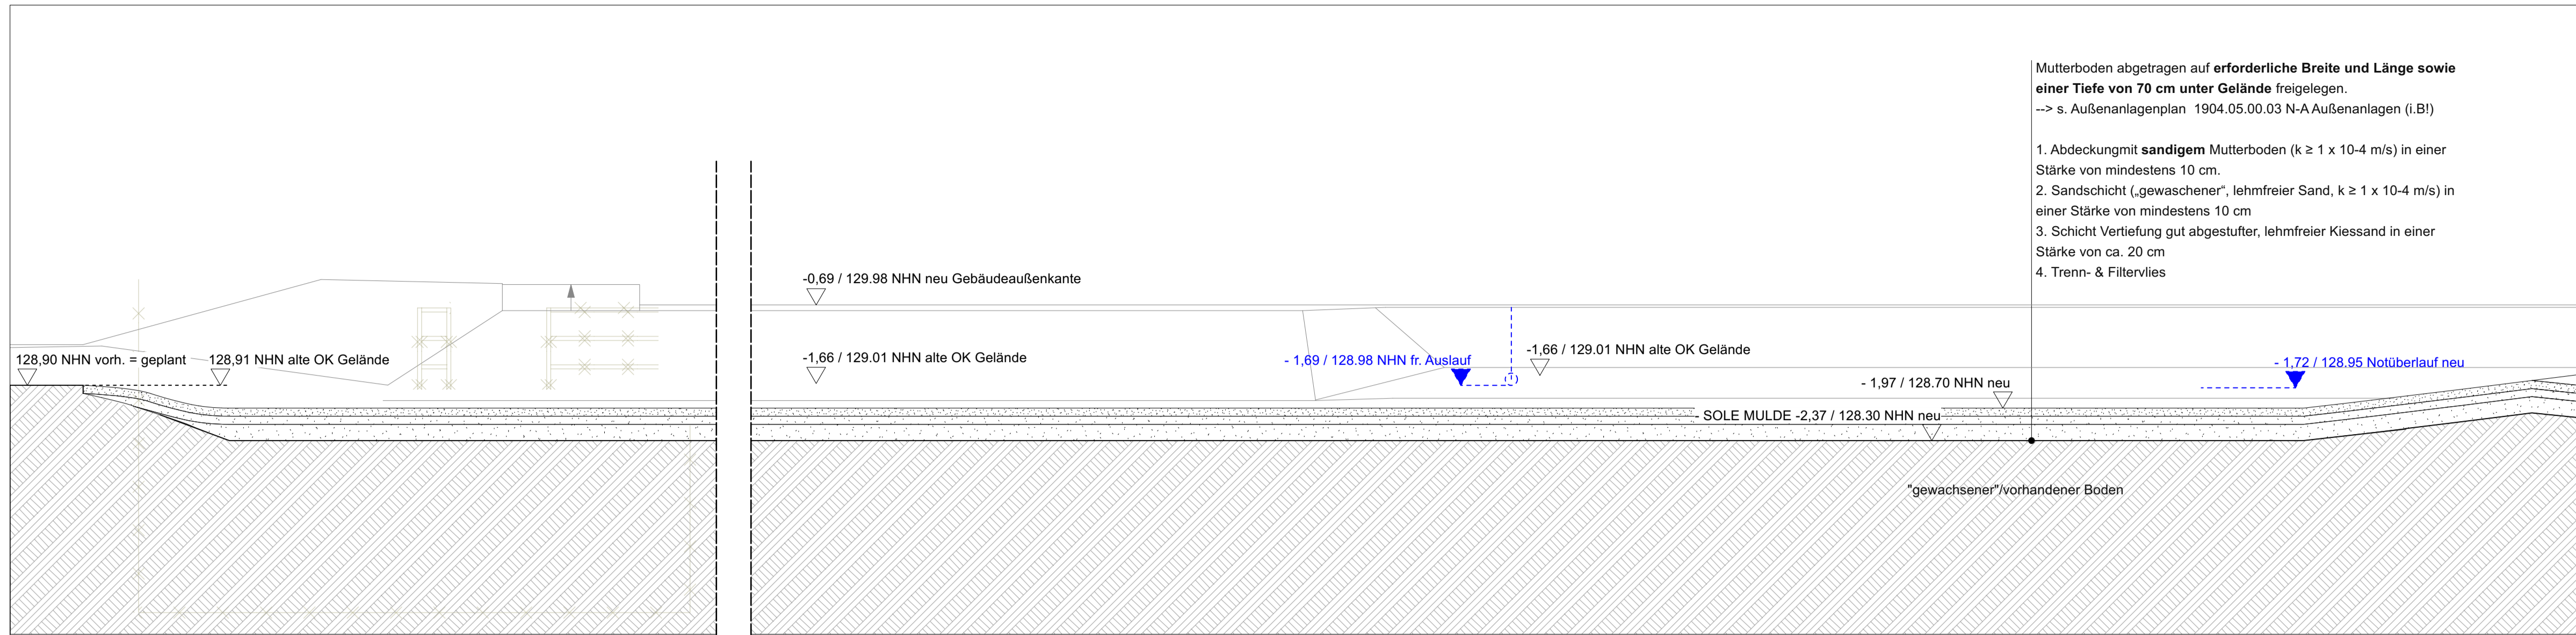 Mutterboden abgetragen auf erforderliche Breite und Länge sowie
einer Tiefe von 70 cm unter Gelände freigelegen.
--> s. Außenanlagenplan 1904.05.00.03 N-A Außenanlagen (i.B!)
1. Abdeckungmit sandigem Mutterboden (k ≥ 1 x 10-4 m/s) in einer
Stärke von mindestens 10 cm.
2. Sandschicht („gewaschener“, lehmfreier Sand, k ≥ 1 x 10-4 m/s) in
einer Stärke von mindestens 10 cm
3. Schicht Vertiefung gut abgestufter, lehmfreier Kiessand in einer
Stärke von ca. 20 cm
4. Trenn- & Filtervlies
-0,69 / 129.98 NHN neu Gebäudeaußenkante
128,90 NHN vorh. = geplant
128,91 NHN alte OK Gelände
-1,66 / 129.01 NHN alte OK Gelände
- 1,69 / 128.98 NHN fr. Auslauf
-1,66 / 129.01 NHN alte OK Gelände
- 1,72 / 128.95 Notüberlauf neu
- 1,97 / 128.70 NHN neu
- SOLE MULDE -2,37 / 128.30 NHN neu
"gewachsener"/vorhandener Boden